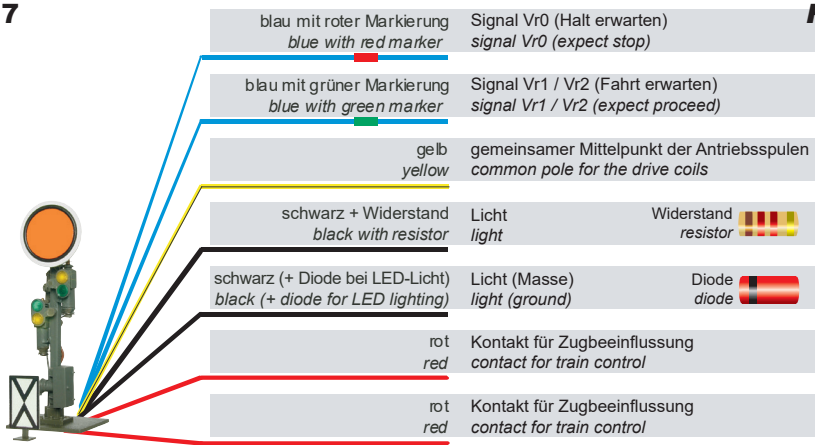 7
blau mit roter Markierung Signal Vr0 (Halt erwarten)
blue with red marker signal Vr0 (expect stop)
blau mit grüner Markierung Signal Vr1 / Vr2 (Fahrt erwarten)
blue with green marker signal Vr1 / Vr2 (expect proceed)
gelb gemeinsamer Mittelpunkt der Antriebsspulen
yellow common pole for the drive coils
schwarz + Widerstand Licht Widerstand
black with resistor light resistor
schwarz (+ Diode bei LED-Licht) Licht (Masse) Diode
black (+ diode for LED lighting) light (ground) diode
rot Kontakt für Zugbeeinflussung
red contact for train control
rot Kontakt für Zugbeeinflussung
red contact for train control